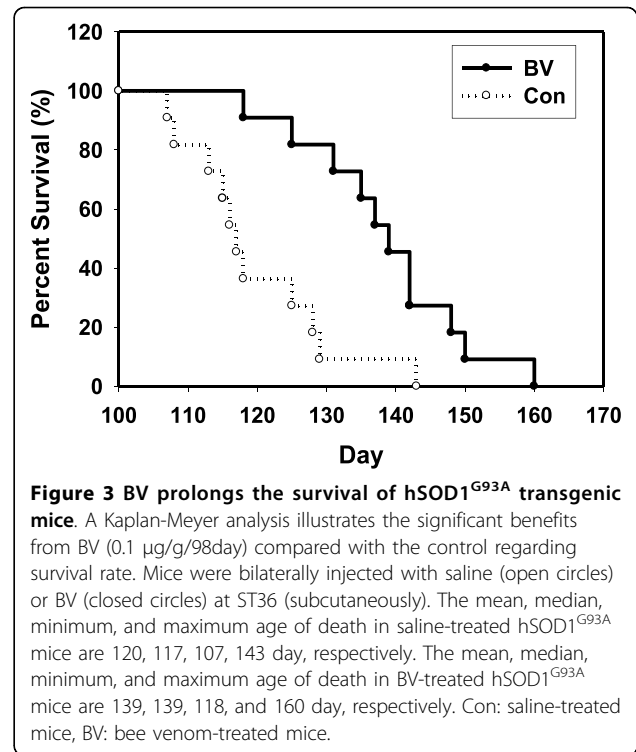 120
100
80
60
40
20
0
Percent Survival (%)
BV
Con
100 110 120 130 140 150 160 170
Day
Figure 3 BV prolongs the survival of hSOD1G93A transgenic
mice. A Kaplan-Meyer analysis illustrates the significant benefits
from BV (0.1 μg/g/98day) compared with the control regarding
survival rate. Mice were bilaterally injected with saline (open circles)
or BV (closed circles) at ST36 (subcutaneously). The mean, median,
minimum, and maximum age of death in saline-treated hSOD1G93A
mice are 120, 117, 107, 143 day, respectively. The mean, median,
minimum, and maximum age of death in BV-treated hSOD1G93A
mice are 139, 139, 118, and 160 day, respectively. Con: saline-treated
mice, BV: bee venom-treated mice.